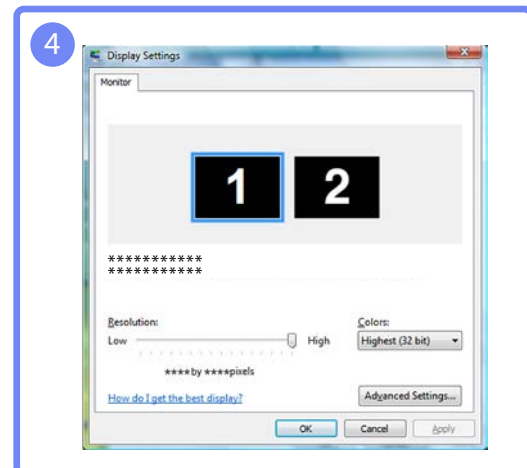 4
Display Settings
Monitor
1 2
***********
***********
Resolution: Colors:
Low High Highest (32 bit)
****by ****pixels
How do I get the best display? Advanced Settings...
OK Cancel Apply